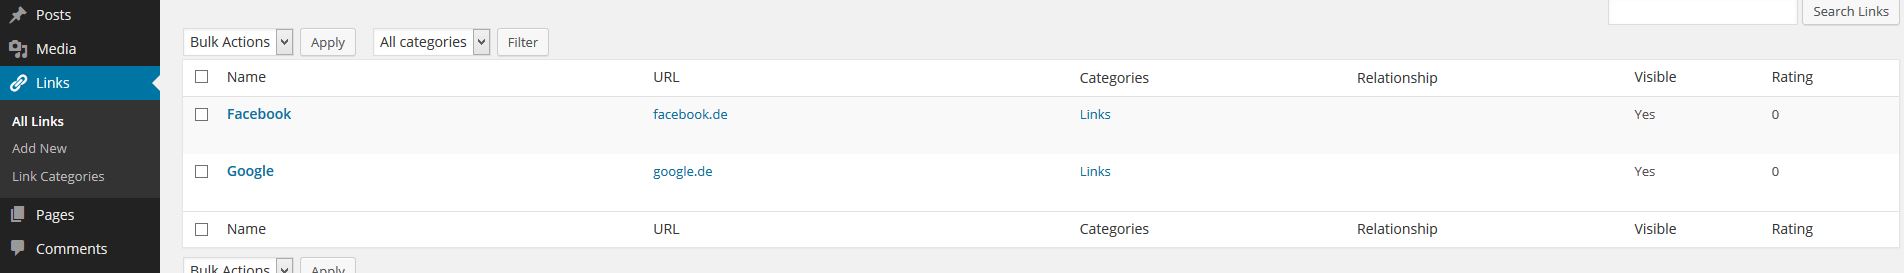 Posts
Media
Links
All Links
Add New
Link Categories
Pages
Comments
Search Links
Bulk Actions Apply All categories Filter
Name URL Categories Relationship Visible Rating
Facebook facebook.de Links Yes 0
Google google.de Links Yes 0
Name URL Categories Relationship Visible Rating
Bulk Actions Apply